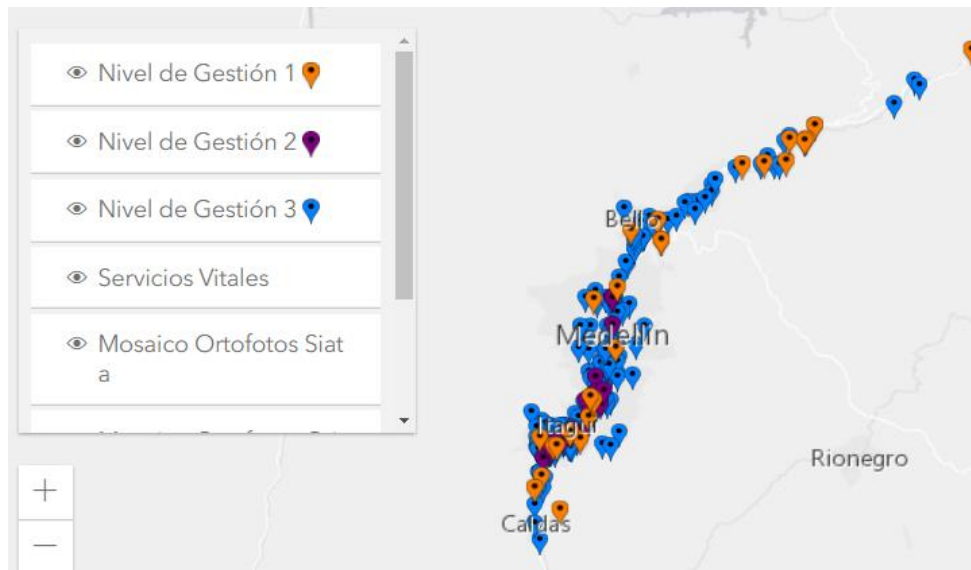 Nivel de Gestión 1
Nivel de Gestión 2
Nivel de Gestión 3
Servicios Vitales
Mosaico Ortofotos Siat
a
+
−
Bello
Medellín
Itagüí
Rionegro
Caldas